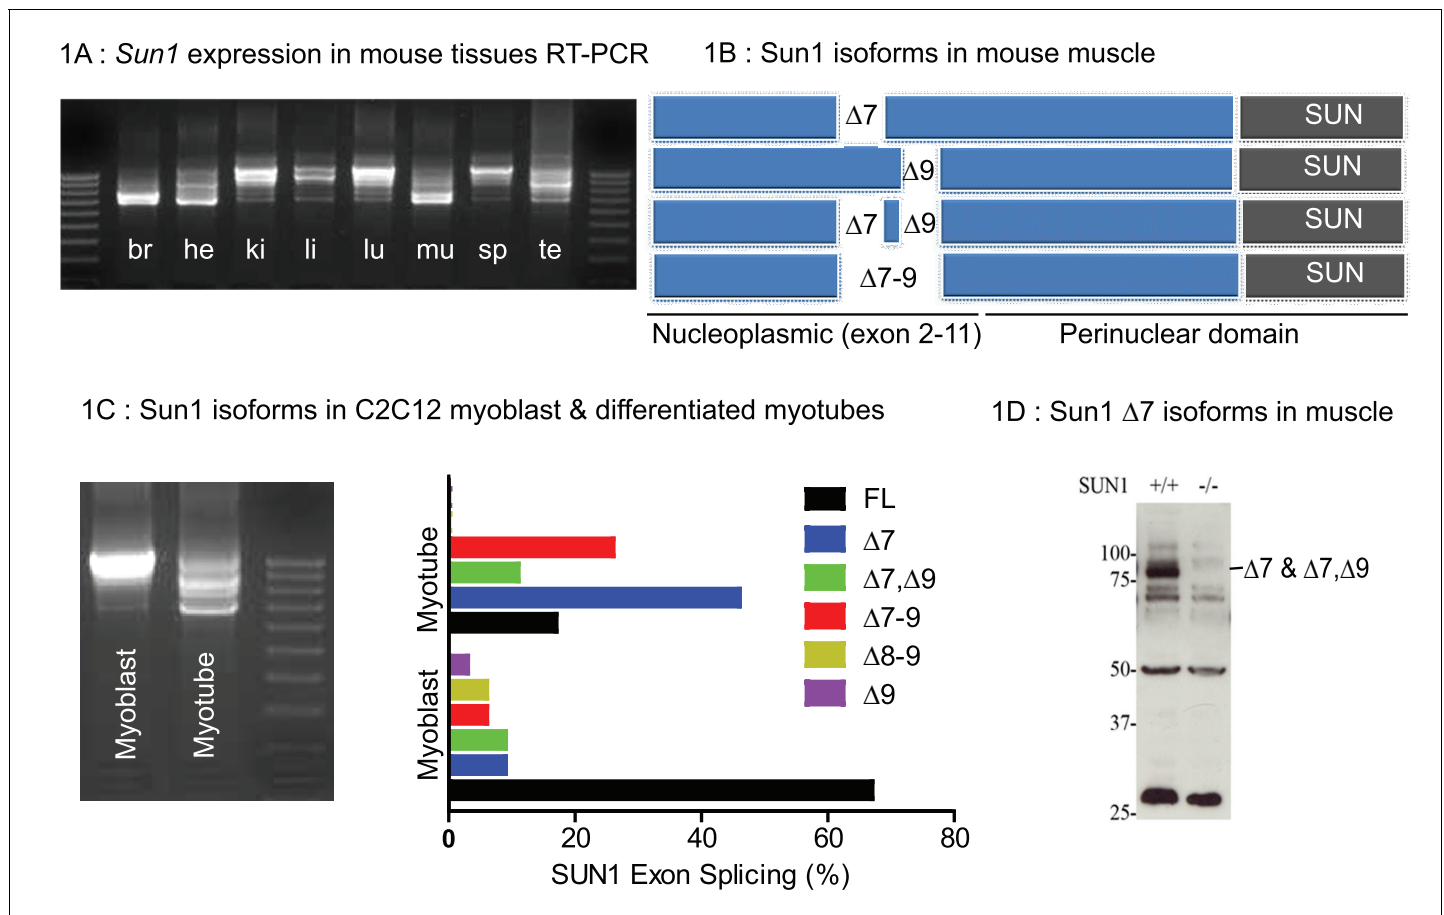 1A : Sun1 expression in mouse tissues RT-PCR
br he ki li lu mu sp te
1B : Sun1 isoforms in mouse muscle
Δ7 SUN
Δ9 SUN
Δ7 Δ9 SUN
Δ7-9 SUN
Nucleoplasmic (exon 2-11) Perinuclear domain
1C : Sun1 isoforms in C2C12 myoblast & differentiated myotubes
Myoblast
Myotube
Myotube
Myoblast
FL
Δ7
Δ7,Δ9
Δ7-9
Δ8-9
Δ9
0 20 40 60 80
SUN1 Exon Splicing (%)
1D : Sun1 Δ7 isoforms in muscle
SUN1 +/+ -/-
100-
75-
50-
37-
25-
Δ7 & Δ7,Δ9